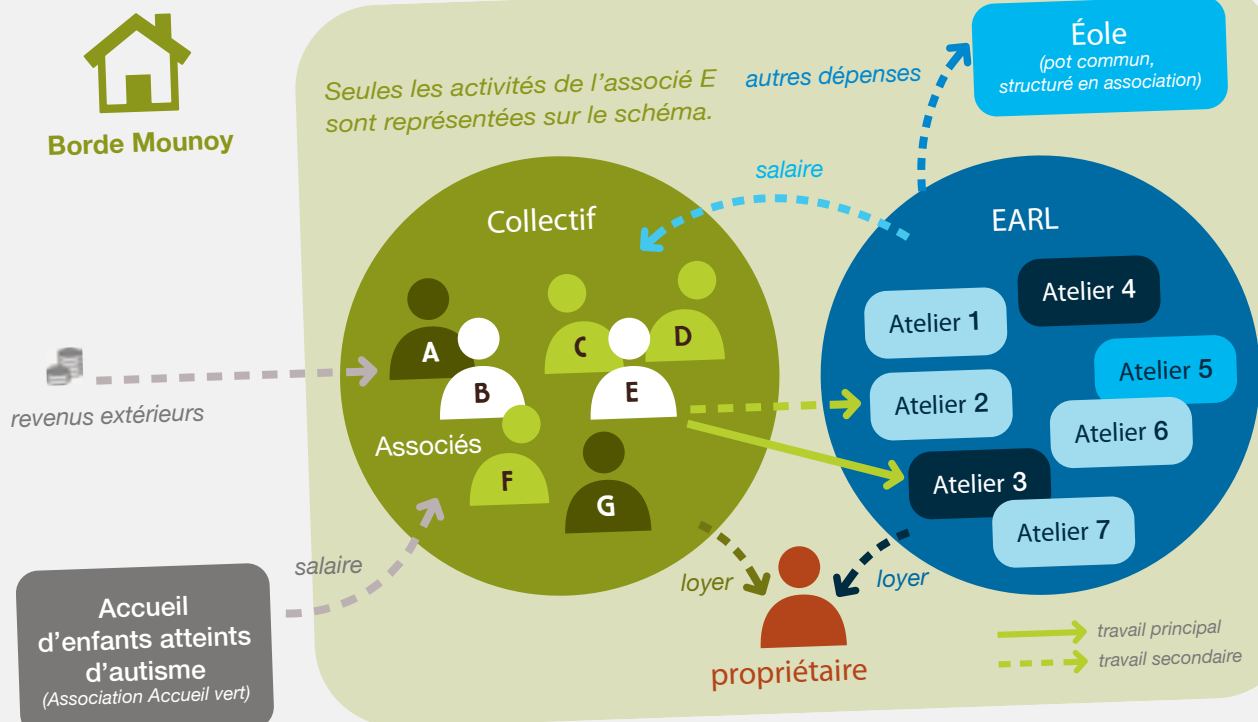 Borde Mounoy
Seules les activités de l'associé E
sont représentées sur le schéma.
autres dépenses
Éole
(pot commun,
structuré en association)
salaire
Collectif
EARL
A
B
C
D
E
F
G
Associés
Atelier 1
Atelier 2
Atelier 3
Atelier 4
Atelier 5
Atelier 6
Atelier 7
revenus extérieurs
salaire
Accueil
d'enfants atteints
d'autisme
(Association Accueil vert)
loyer
loyer
propriétaire
travail principal
travail secondaire